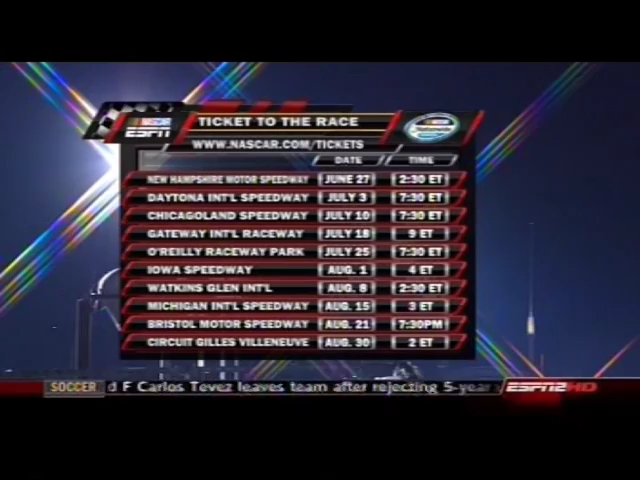 NASCAR
ESPN
TICKET TO THE RACE
NASCAR
WWW.NASCAR.COM/TICKETS
DATE TIME
NEW HAMPSHIRE MOTOR SPEEDWAY JUNE 27 2:30 ET
DAYTONA INT'L SPEEDWAY JULY 3 7:30 ET
CHICAGOLAND SPEEDWAY JULY 10 7:30 ET
GATEWAY INT'L RACEWAY JULY 18 9 ET
O'REILLY RACEWAY PARK JULY 25 7:30 ET
IOWA SPEEDWAY AUG. 1 4 ET
WATKINS GLEN INT'L AUG. 8 2:30 ET
MICHIGAN INT'L SPEEDWAY AUG. 15 3 ET
BRISTOL MOTOR SPEEDWAY AUG. 21 7:30PM
CIRCUIT GILLES VILLENEUVE AUG. 30 2 ET
SOCCER d F Carlos Tevez leaves team after rejecting 5-year ESPN2HD